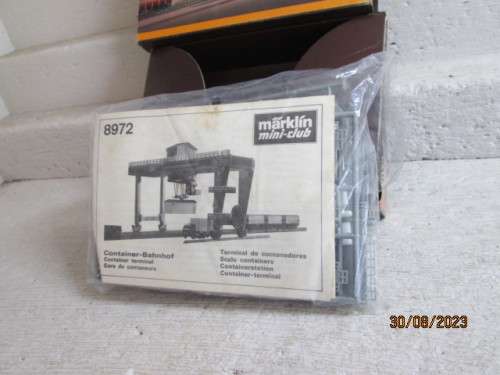 8972
märklin
mini-club
Container-Bahnhof
Container terminal
Gare de conteneurs
Terminal de contenedores
Scalo containers
Containerstation
Container-terminal
30/08/2023